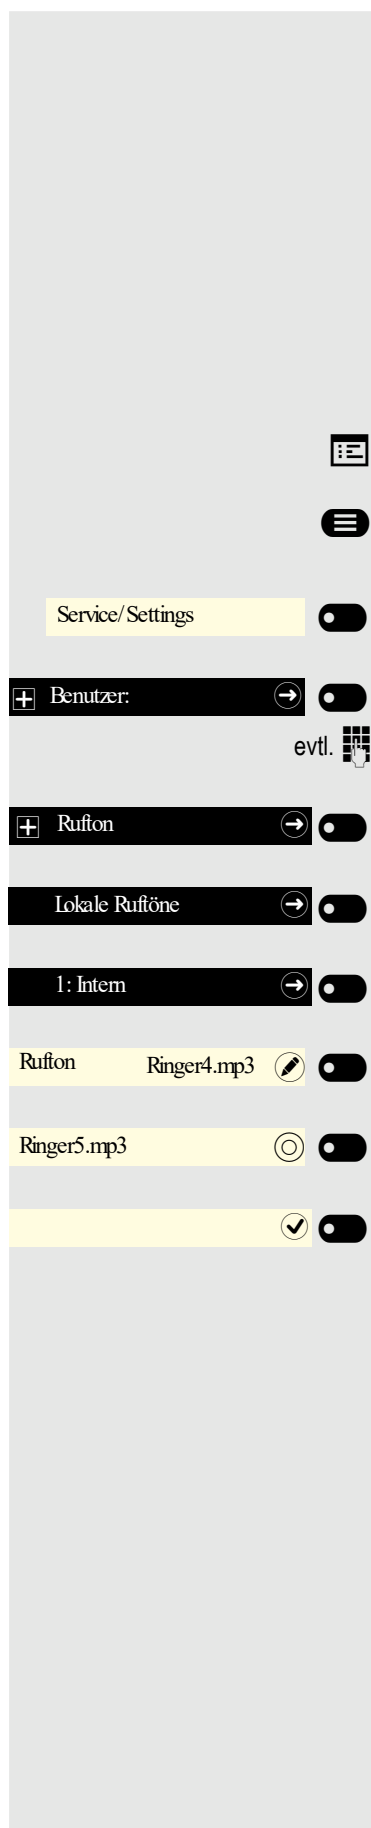 Service/Settings
Benutzer:
evtl.
Rufton
Lokale Ruftöne
1: Intern
Rufton Ringer4.mp3
Ringer5.mp3